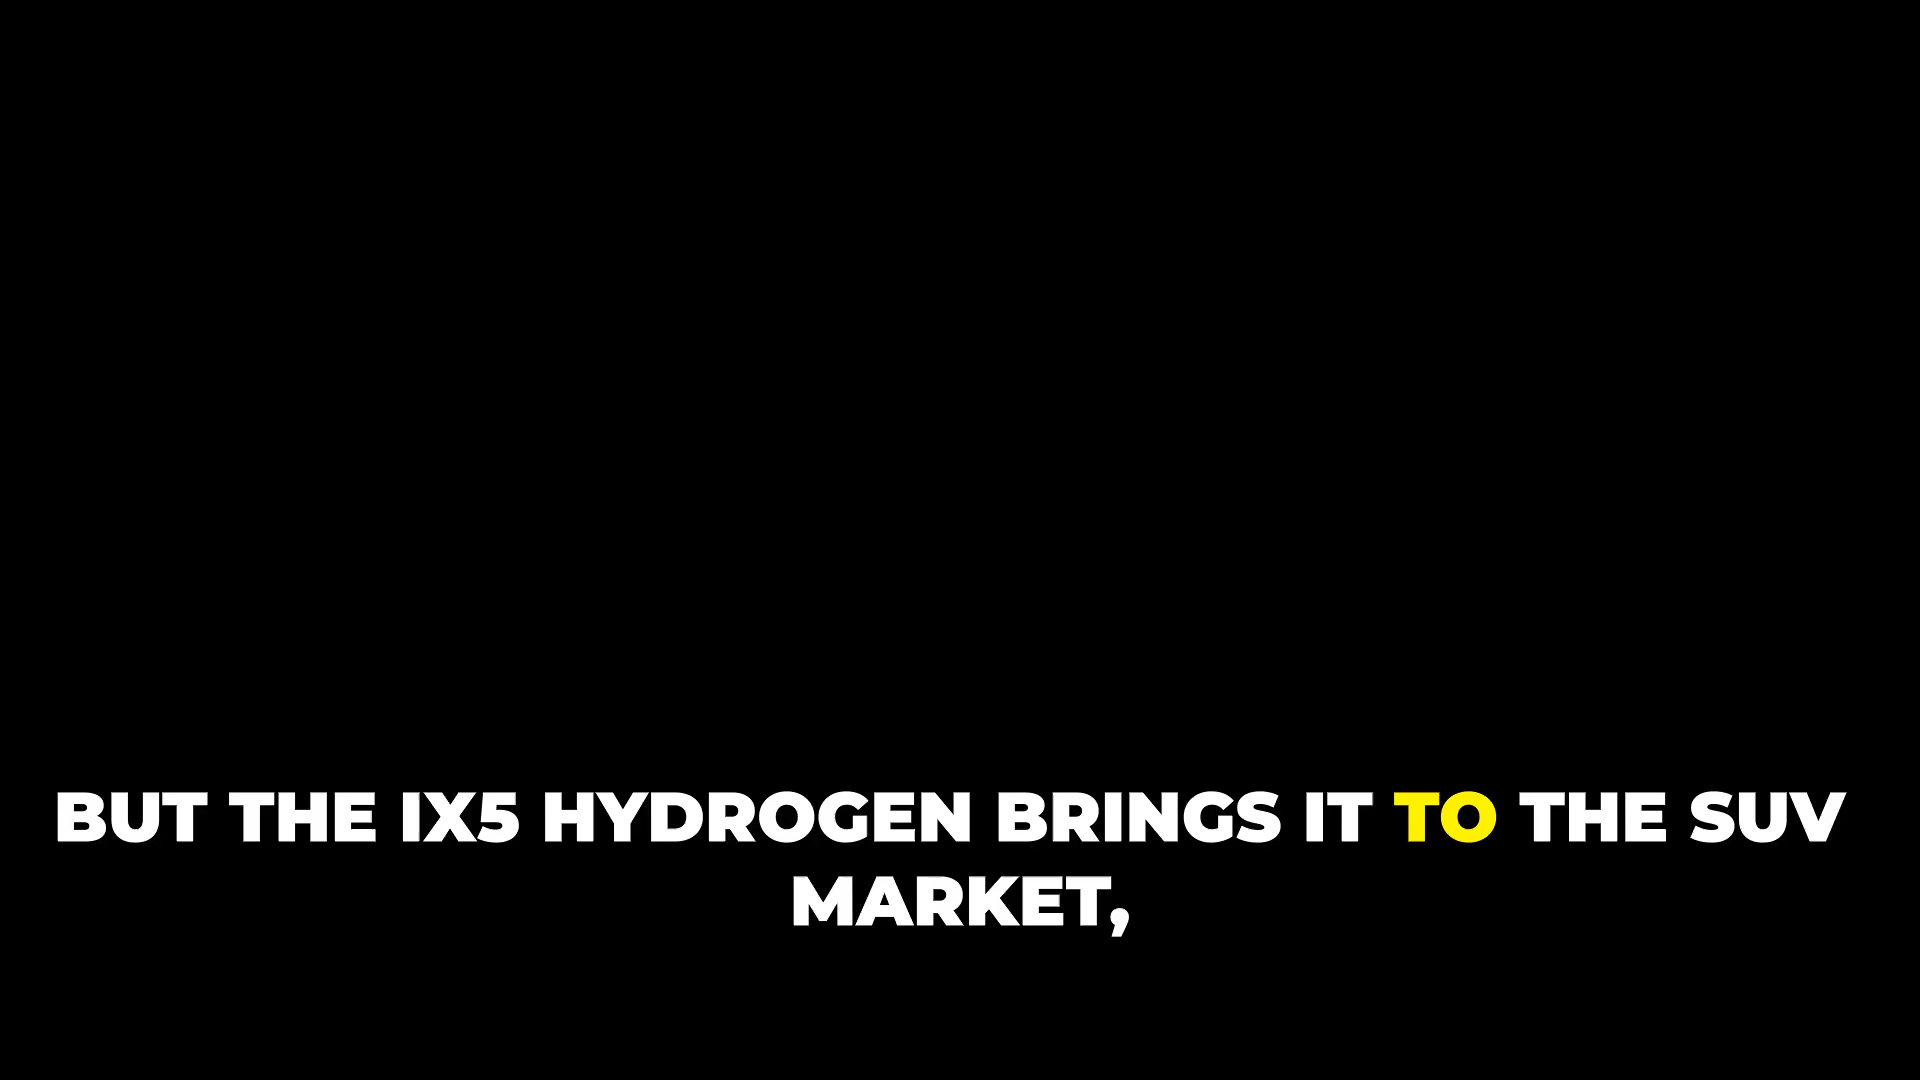 BUT THE IX5 HYDROGEN BRINGS IT TO THE SUV
MARKET,